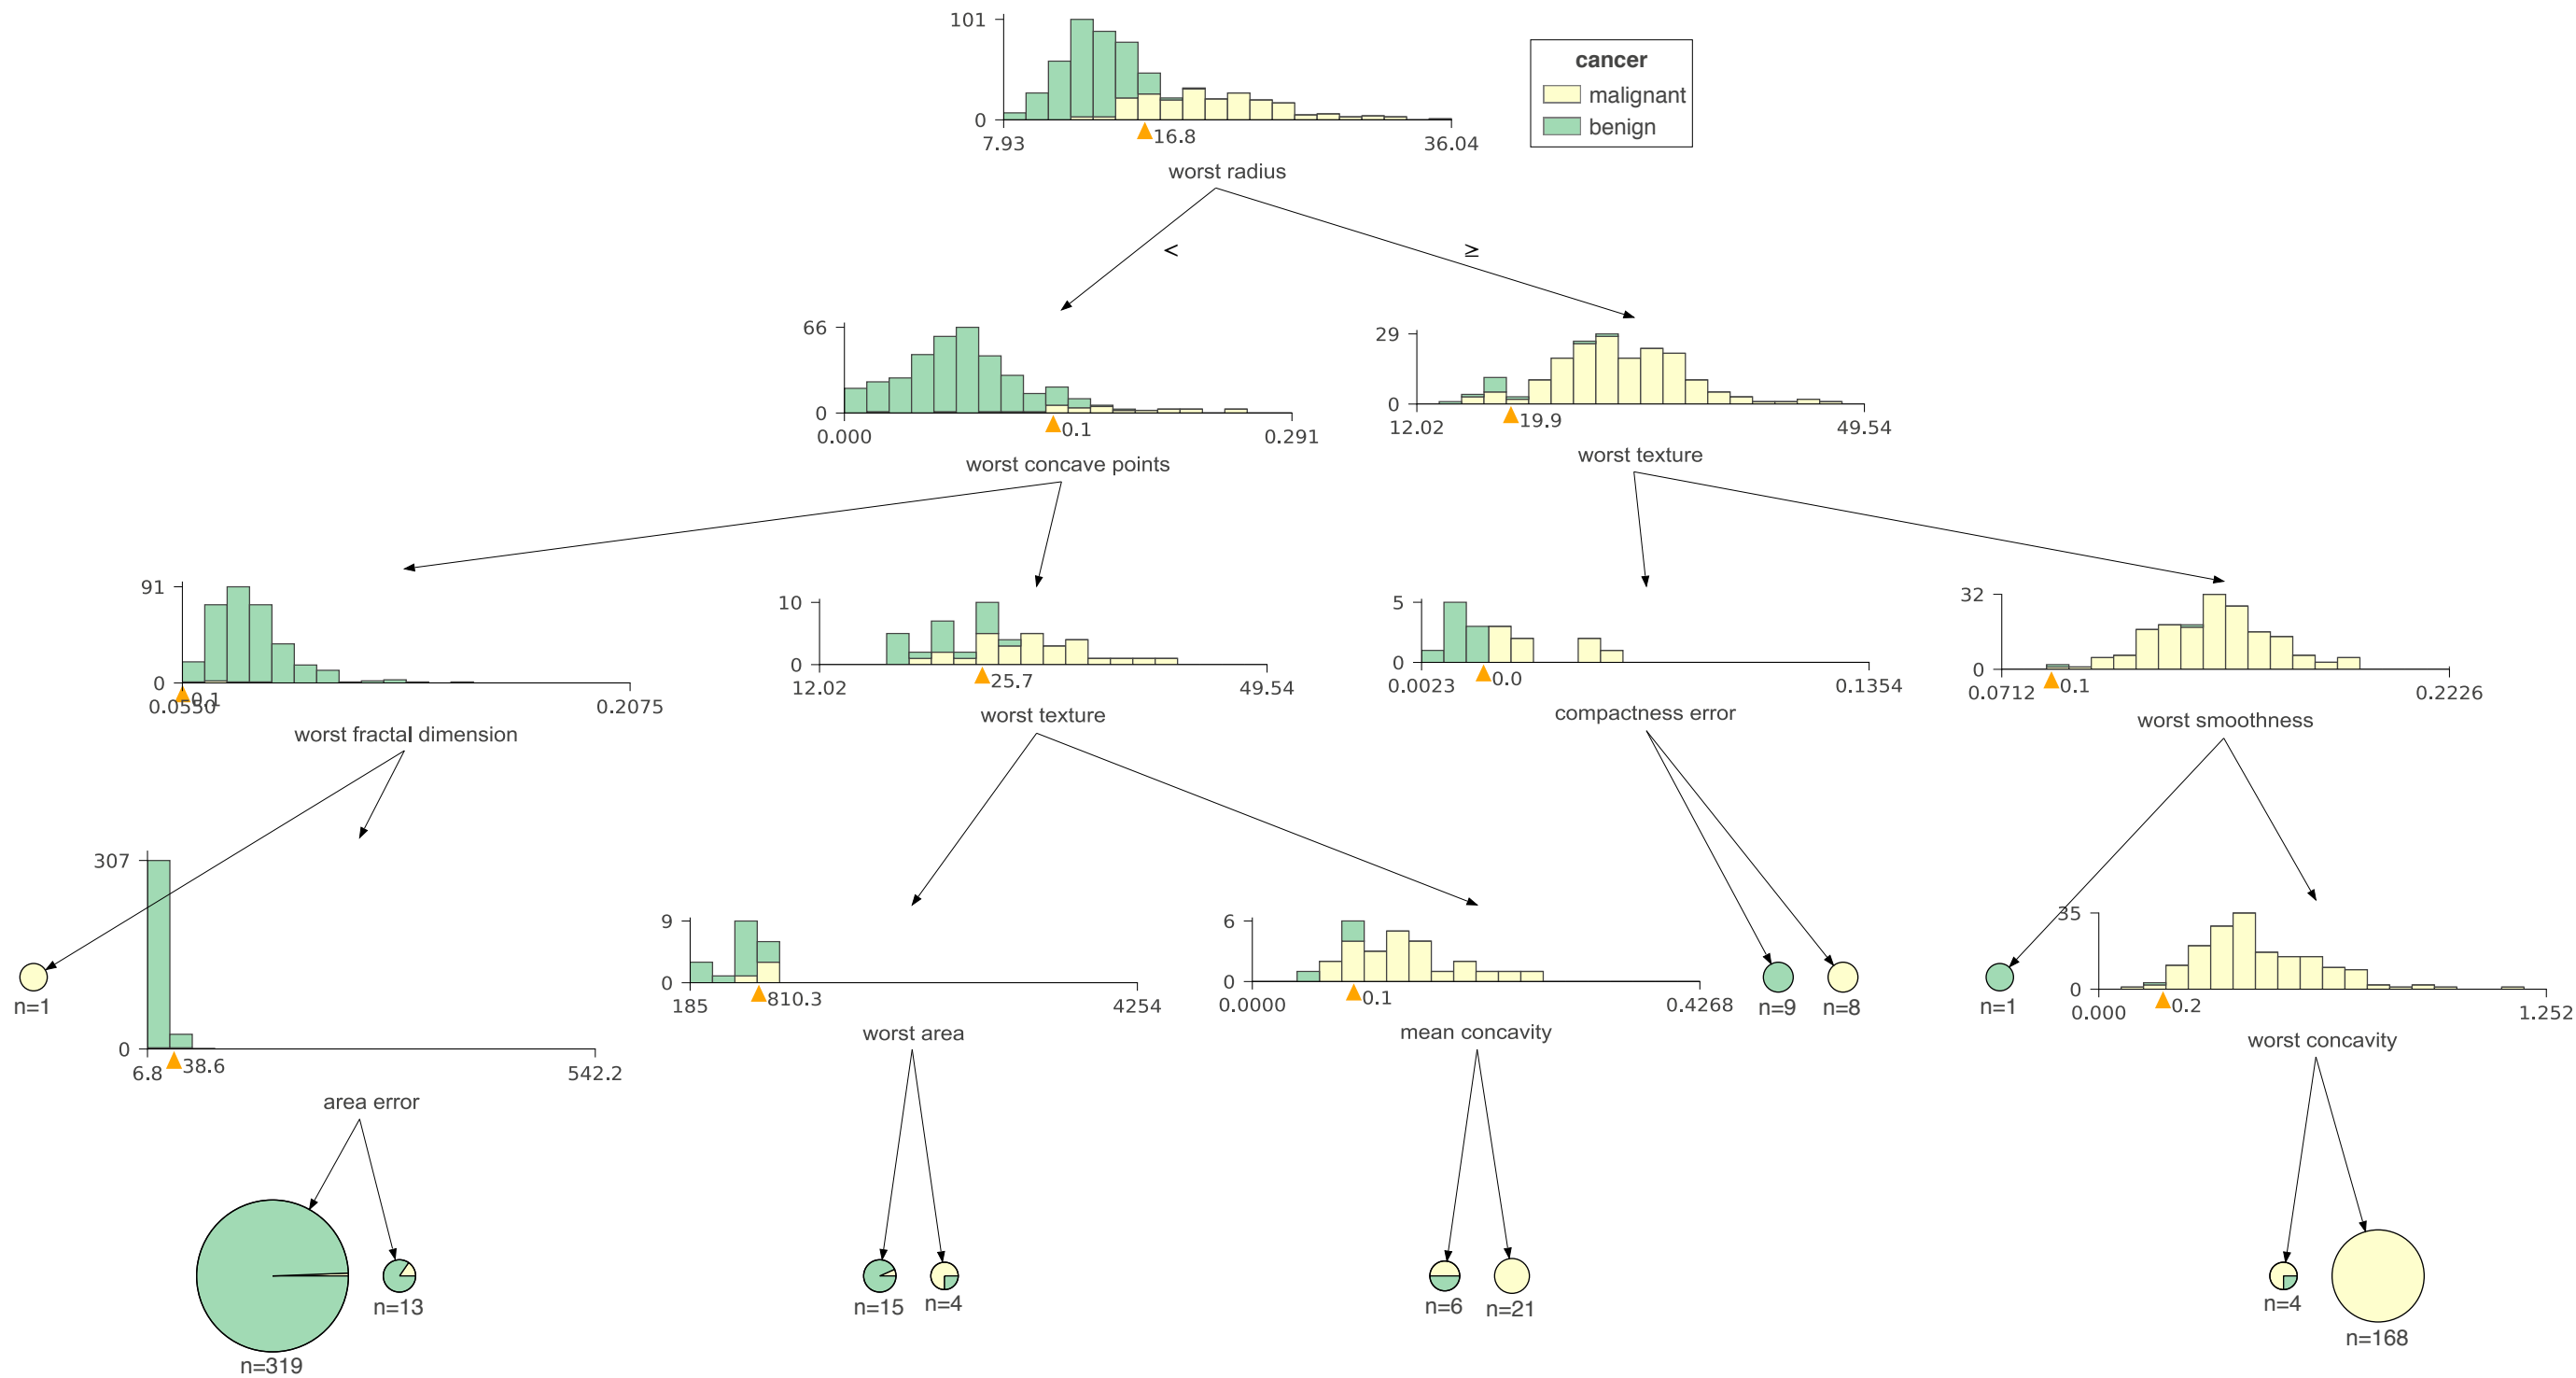 101
0
7.93
16.8
36.04
worst radius
cancer
malignant
benign
<
≥
66
0
0.000
0.1
0.291
worst concave points
29
0
12.02
19.9
49.54
worst texture
91
0
0.0550
0.1
0.2075
worst fractal dimension
10
0
12.02
25.7
49.54
worst texture
5
0
0.0023
0.0
0.1354
compactness error
32
0
0.0712
0.1
0.2226
worst smoothness
n=1
307
0
6.8
38.6
542.2
area error
9
0
185
810.3
4254
worst area
6
0
0.0000
0.1
0.4268
mean concavity
n=9
n=8
n=1
35
0
0.000
0.2
1.252
worst concavity
n=319
n=13
n=15
n=4
n=6
n=21
n=4
n=168